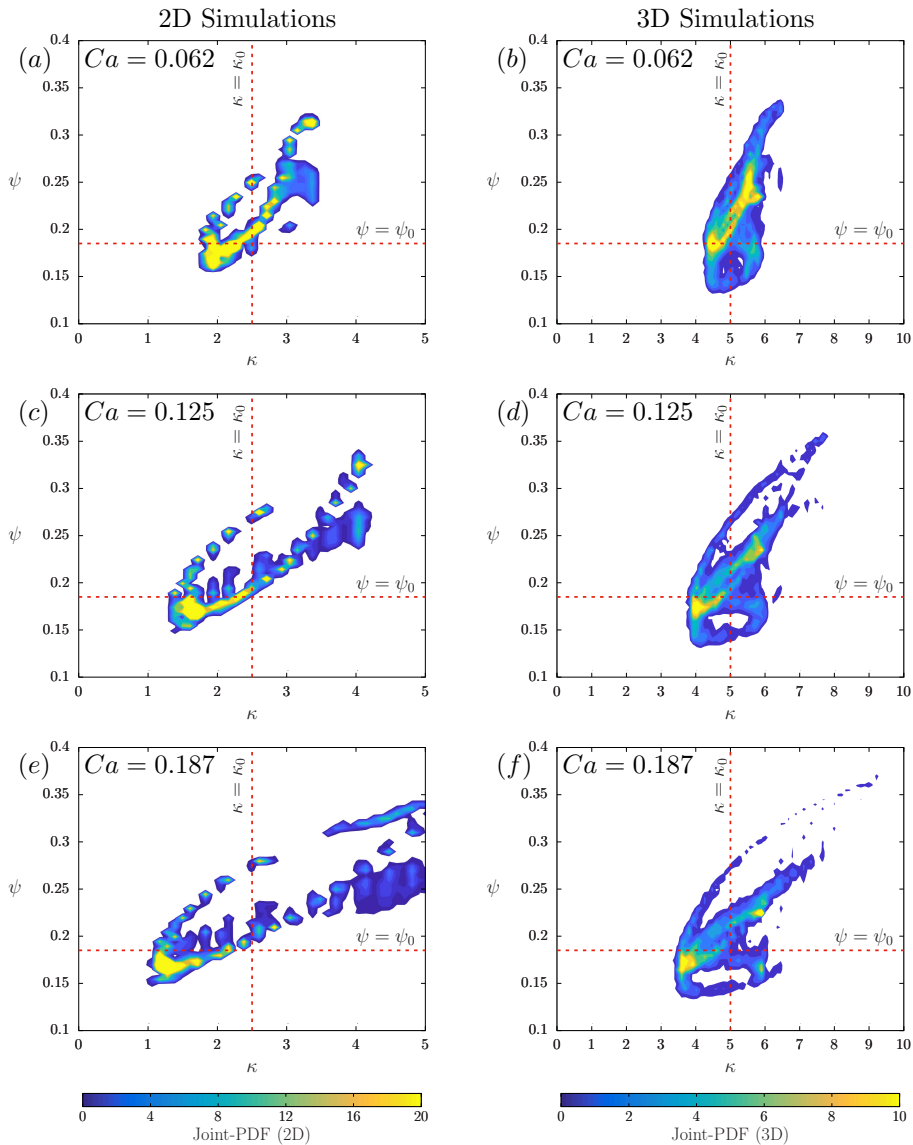 2D Simulations
3D Simulations
(a)
Ca = 0.062
κ = κ0
ψ = ψ0
ψ
0.4
0.35
0.3
0.25
0.2
0.15
0.1
0 1 2 3 4 5
κ
(b)
Ca = 0.062
κ = κ0
ψ = ψ0
ψ
0.4
0.35
0.3
0.25
0.2
0.15
0.1
0 1 2 3 4 5 6 7 8 9 10
κ
(c)
Ca = 0.125
κ = κ0
ψ = ψ0
ψ
0.4
0.35
0.3
0.25
0.2
0.15
0.1
0 1 2 3 4 5
κ
(d)
Ca = 0.125
κ = κ0
ψ = ψ0
ψ
0.4
0.35
0.3
0.25
0.2
0.15
0.1
0 1 2 3 4 5 6 7 8 9 10
κ
(e)
Ca = 0.187
κ = κ0
ψ = ψ0
ψ
0.4
0.35
0.3
0.25
0.2
0.15
0.1
0 1 2 3 4 5
κ
(f)
Ca = 0.187
κ = κ0
ψ = ψ0
ψ
0.4
0.35
0.3
0.25
0.2
0.15
0.1
0 1 2 3 4 5 6 7 8 9 10
κ
0 4 8 12 16 20
Joint-PDF (2D)
0 2 4 6 8 10
Joint-PDF (3D)